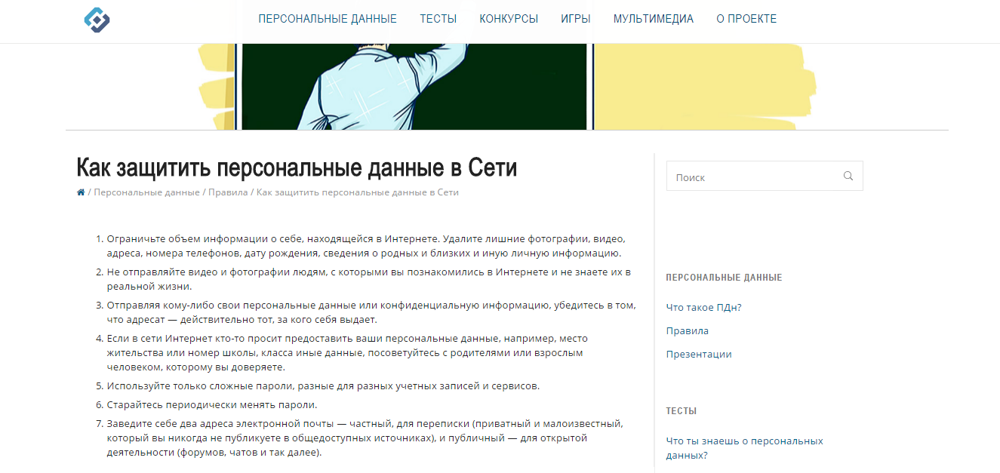 ПЕРСОНАЛЬНЫЕ ДАННЫЕ ТЕСТЫ КОНКУРСЫ ИГРЫ МУЛЬТИМЕДИА О ПРОЕКТЕ
Как защитить персональные данные в Сети
/ Персональные данные / Правила / Как защитить персональные данные в Сети
1. Ограничьте объем информации о себе, находящейся в Интернете. Удалите лишние фотографии, видео,
адреса, номера телефонов, дату рождения, сведения о родных и близких и иную личную информацию.
2. Не отправляйте видео и фотографии людям, с которыми вы познакомились в Интернете и не знаете их в
реальной жизни.
3. Отправляя кому-либо свои персональные данные или конфиденциальную информацию, убедитесь в том,
что адресат — действительно тот, за кого себя выдает.
4. Если в сети Интернет кто-то просит предоставить ваши персональные данные, например, место
жительства или номер школы, класса иные данные, посоветуйтесь с родителями или взрослым
человеком, которому вы доверяете.
5. Используйте только сложные пароли, разные для разных учетных записей и сервисов.
6. Старайтесь периодически менять пароли.
7. Заведите себе два адреса электронной почты — частный, для переписки (приватный и малоизвестный,
который вы никогда не публикуете в общедоступных источниках), и публичный — для открытой
деятельности (форумов, чатов и так далее).
Поиск
ПЕРСОНАЛЬНЫЕ ДАННЫЕ
Что такое ПДн?
Правила
Презентации
ТЕСТЫ
Что ты знаешь о персональных
данных?